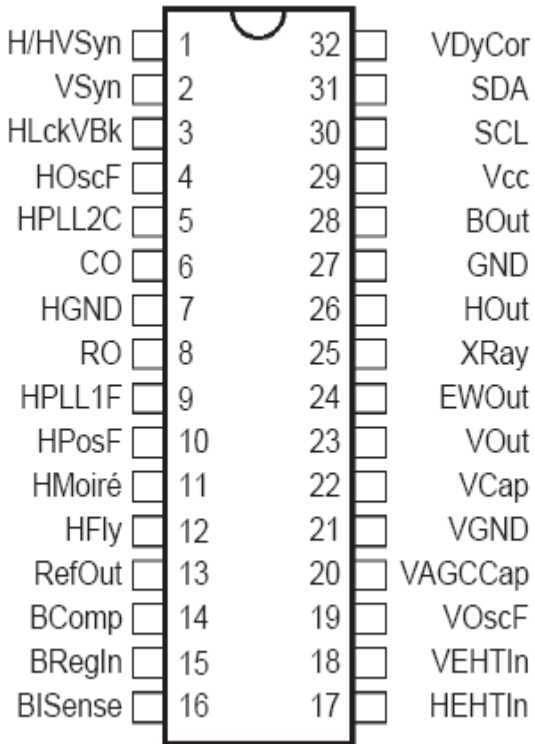 H/HVSyn 1 32 VDyCor
VSyn 2 31 SDA
HLckVBk 3 30 SCL
HOscF 4 29 Vcc
HPLL2C 5 28 BOut
CO 6 27 GND
HGND 7 26 HOut
RO 8 25 XRay
HPLL1F 9 24 EWOut
HPosF 10 23 VOut
HMoiré 11 22 VCap
HFly 12 21 VGND
RefOut 13 20 VAGCCap
BComp 14 19 VOscF
BRegIn 15 18 VEHTIn
BISense 16 17 HEHTIn